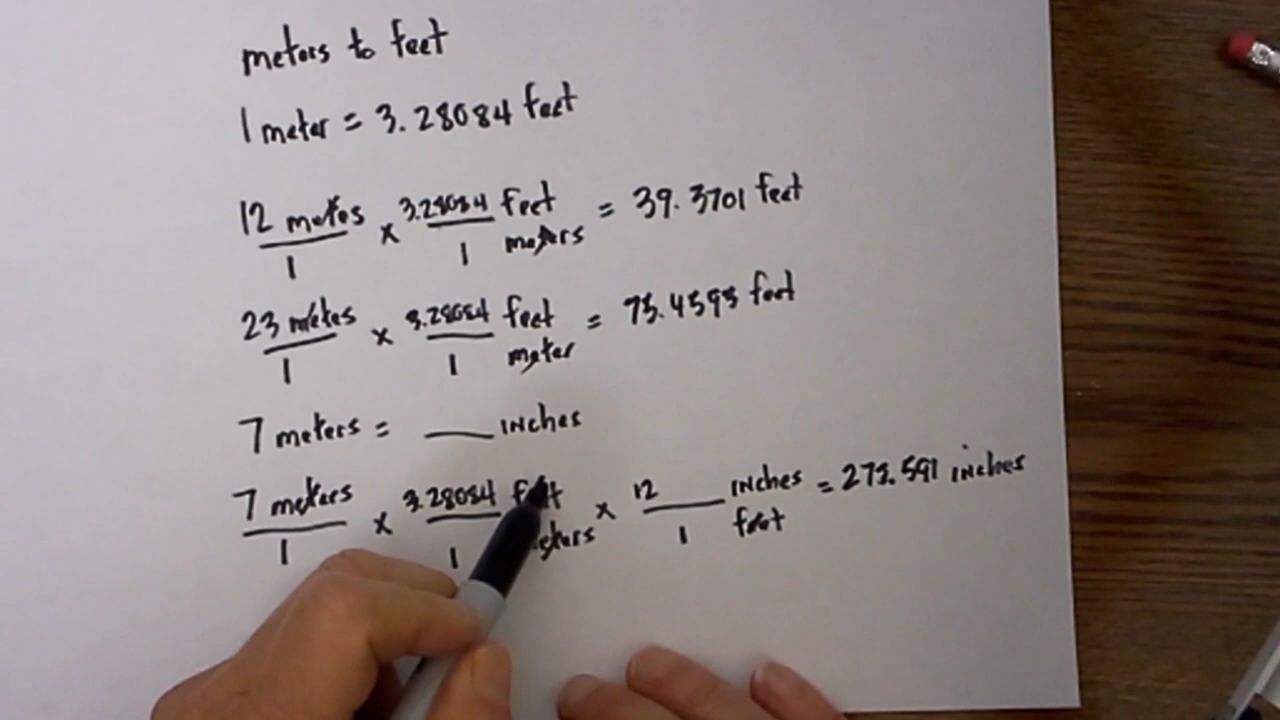 meters to feet
1 meter = 3.28084 feet
12 meters x 3.28084 feet = 39.3701 feet
1 1 meters
23 meters x 3.28084 feet = 75.4593 feet
1 1 meter
7 meters = ___ inches
7 meters x 3.28084 feet x 12 inches = 275.591 inches
1 1 meters 1 feet